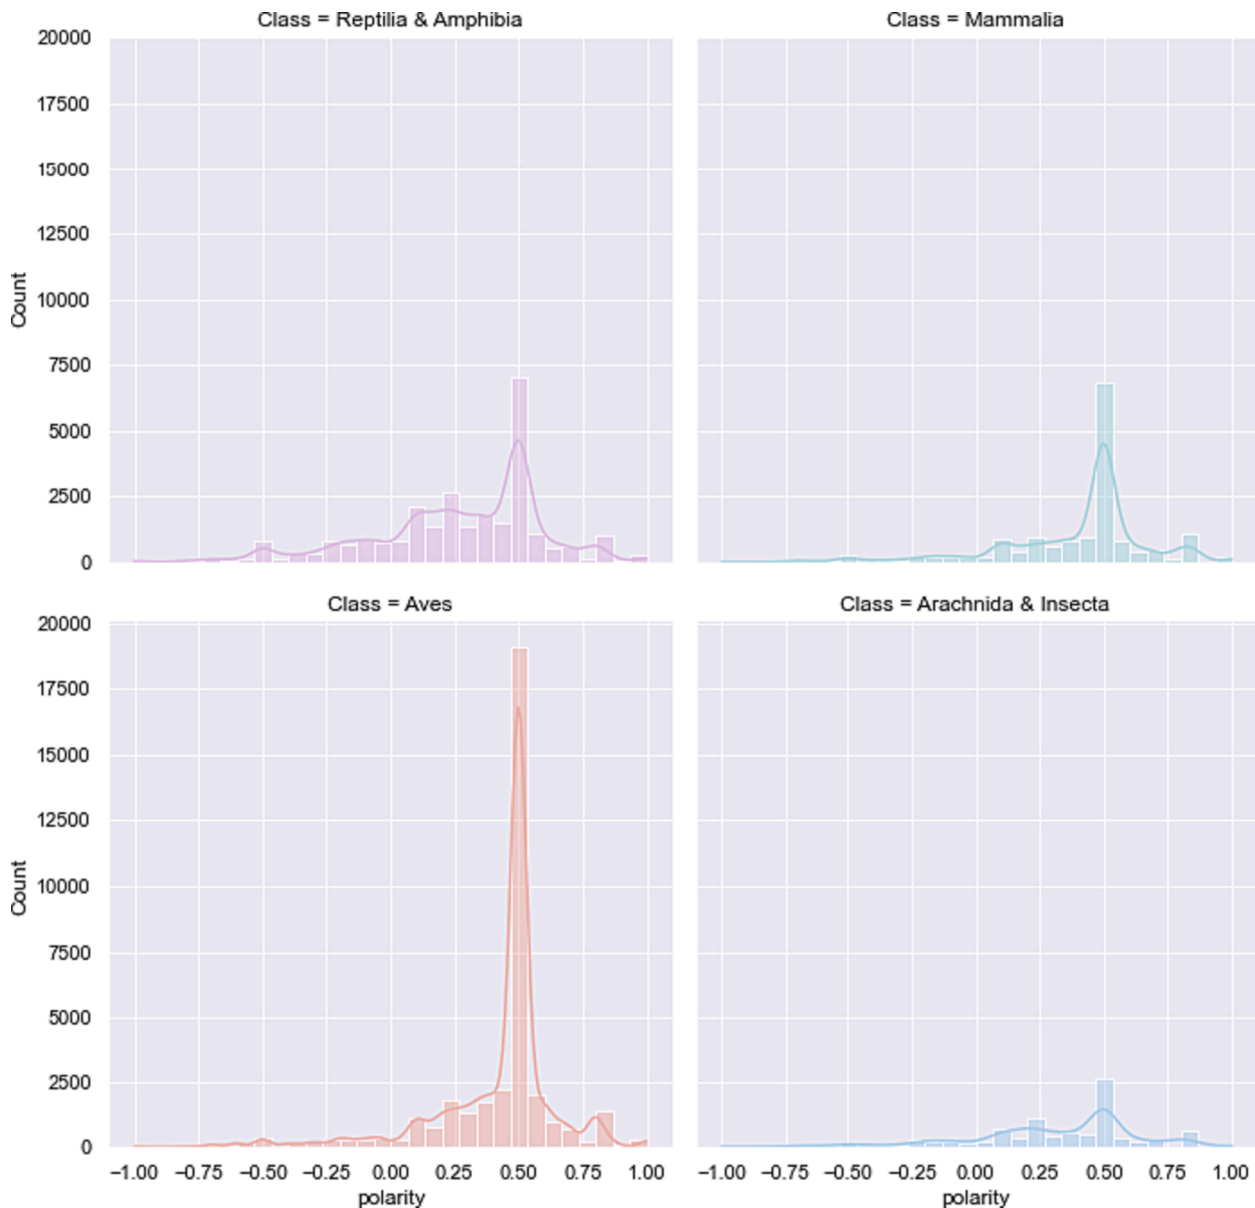 Class = Reptilia & Amphibia
Class = Mammalia
20000
17500
15000
12500
10000
7500
5000
2500
0
Count
Class = Aves
Class = Arachnida & Insecta
20000
17500
15000
12500
10000
7500
5000
2500
0
Count
−1.00 −0.75 −0.50 −0.25 0.00 0.25 0.50 0.75 1.00
−1.00 −0.75 −0.50 −0.25 0.00 0.25 0.50 0.75 1.00
polarity
polarity